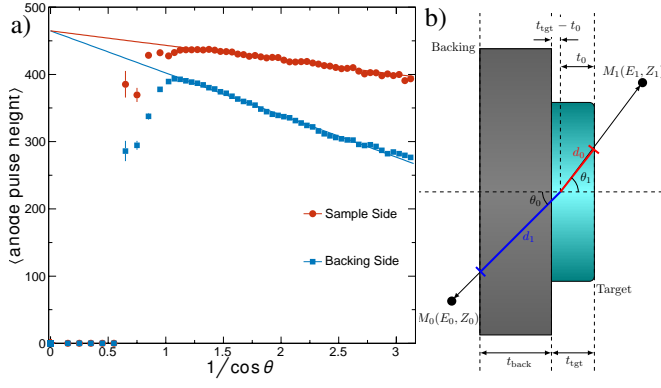 a)
500
400
300
200
100
0
⟨anode pulse height⟩
Sample Side
Backing Side
0 0.5 1 1.5 2 2.5 3
1/cos θ
b)
t_tgt − t_0
Backing
t_0
M_1(E_1, Z_1)
d_0
θ_1
θ_0
d_1
Target
M_0(E_0, Z_0)
t_back
t_tgt